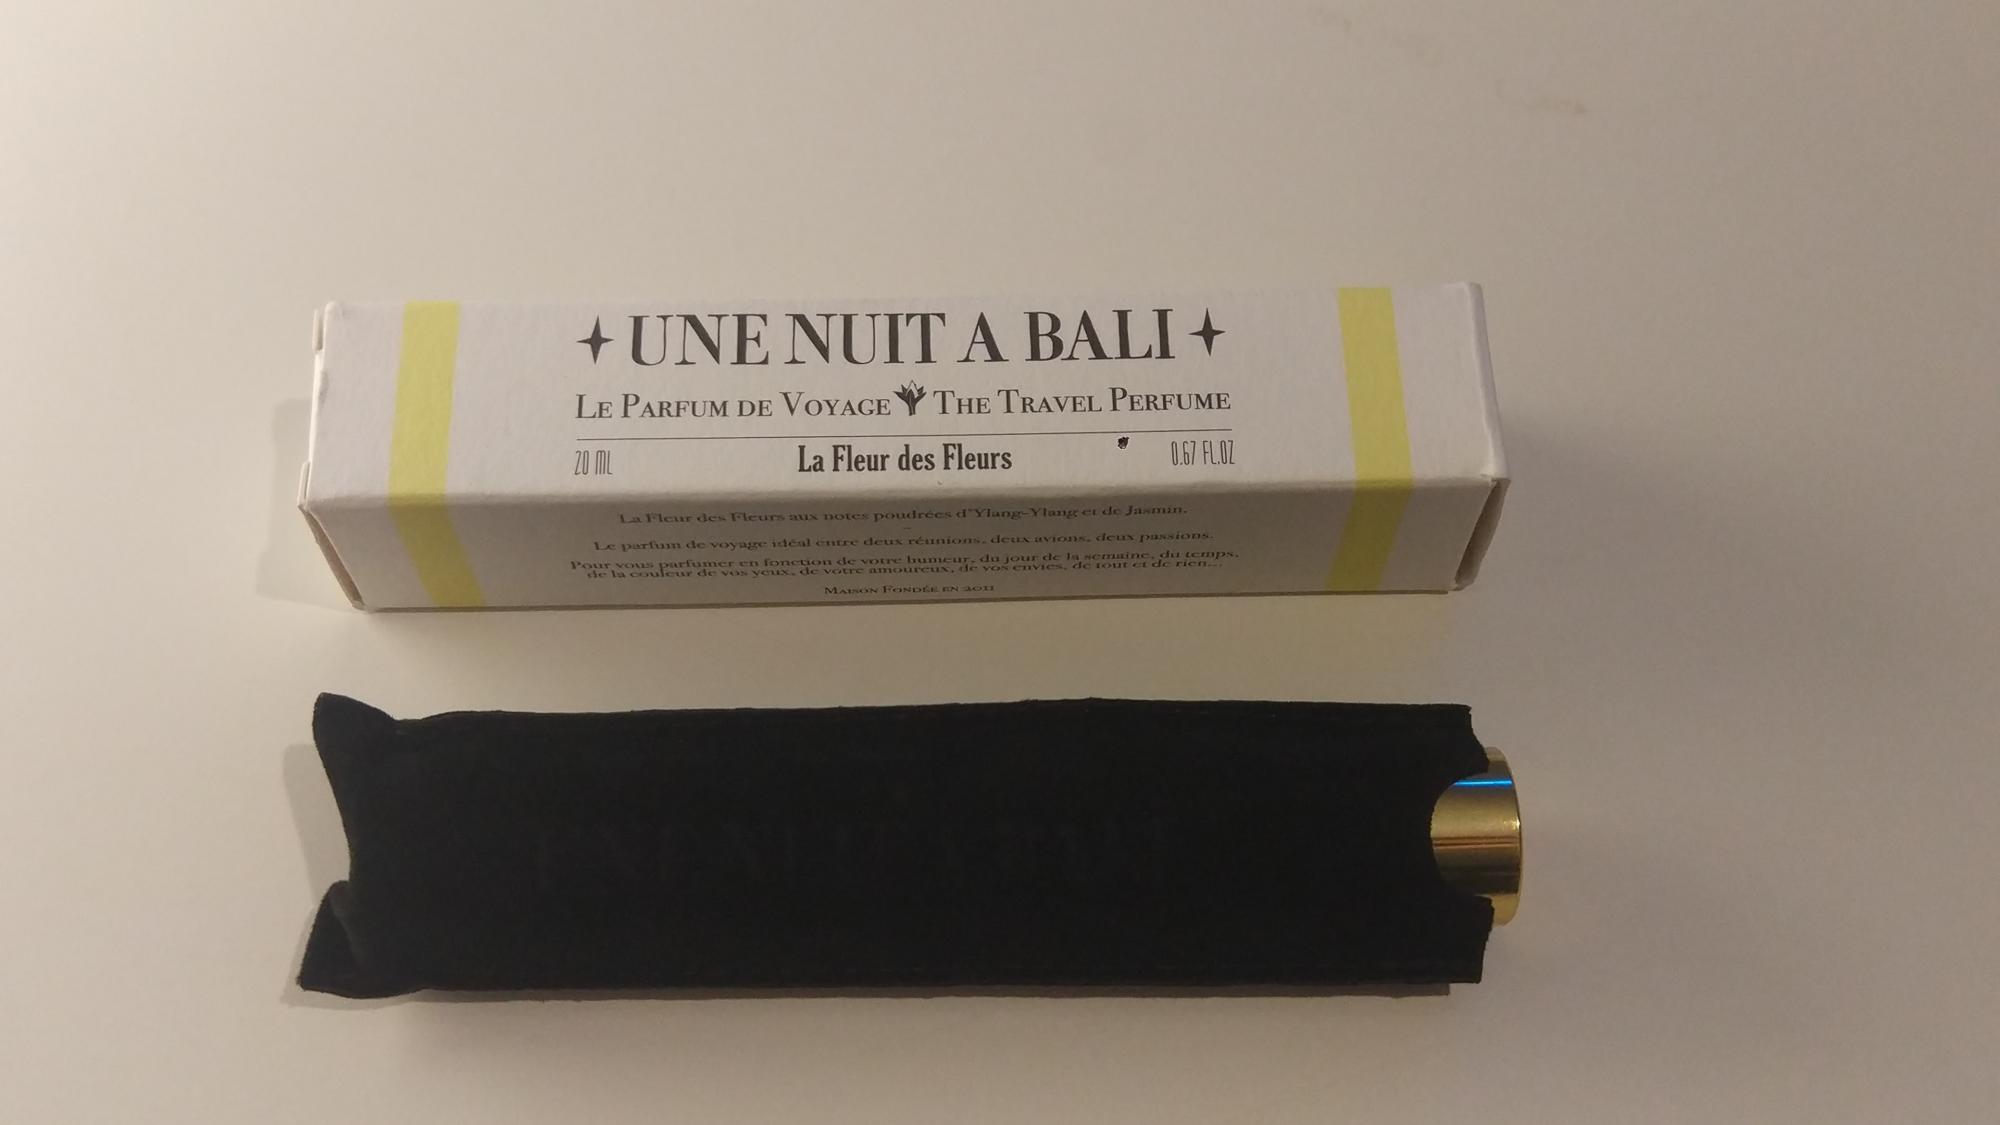 UNE NUIT A BALI
LE PARFUM DE VOYAGE THE TRAVEL PERFUME
20 ML La Fleur des Fleurs 0.67 FL.OZ
La Fleur des Fleurs aux notes poudrées d'Ylang-Ylang et de Jasmin.
Le parfum de voyage idéal entre deux réunions, deux avions, deux passions.
Pour vous parfumer en fonction de votre humeur, du jour de la semaine, du temps,
de la couleur de vos yeux, de votre amoureux, de vos envies, de tout et de rien...
MAISON FONDÉE EN 2011